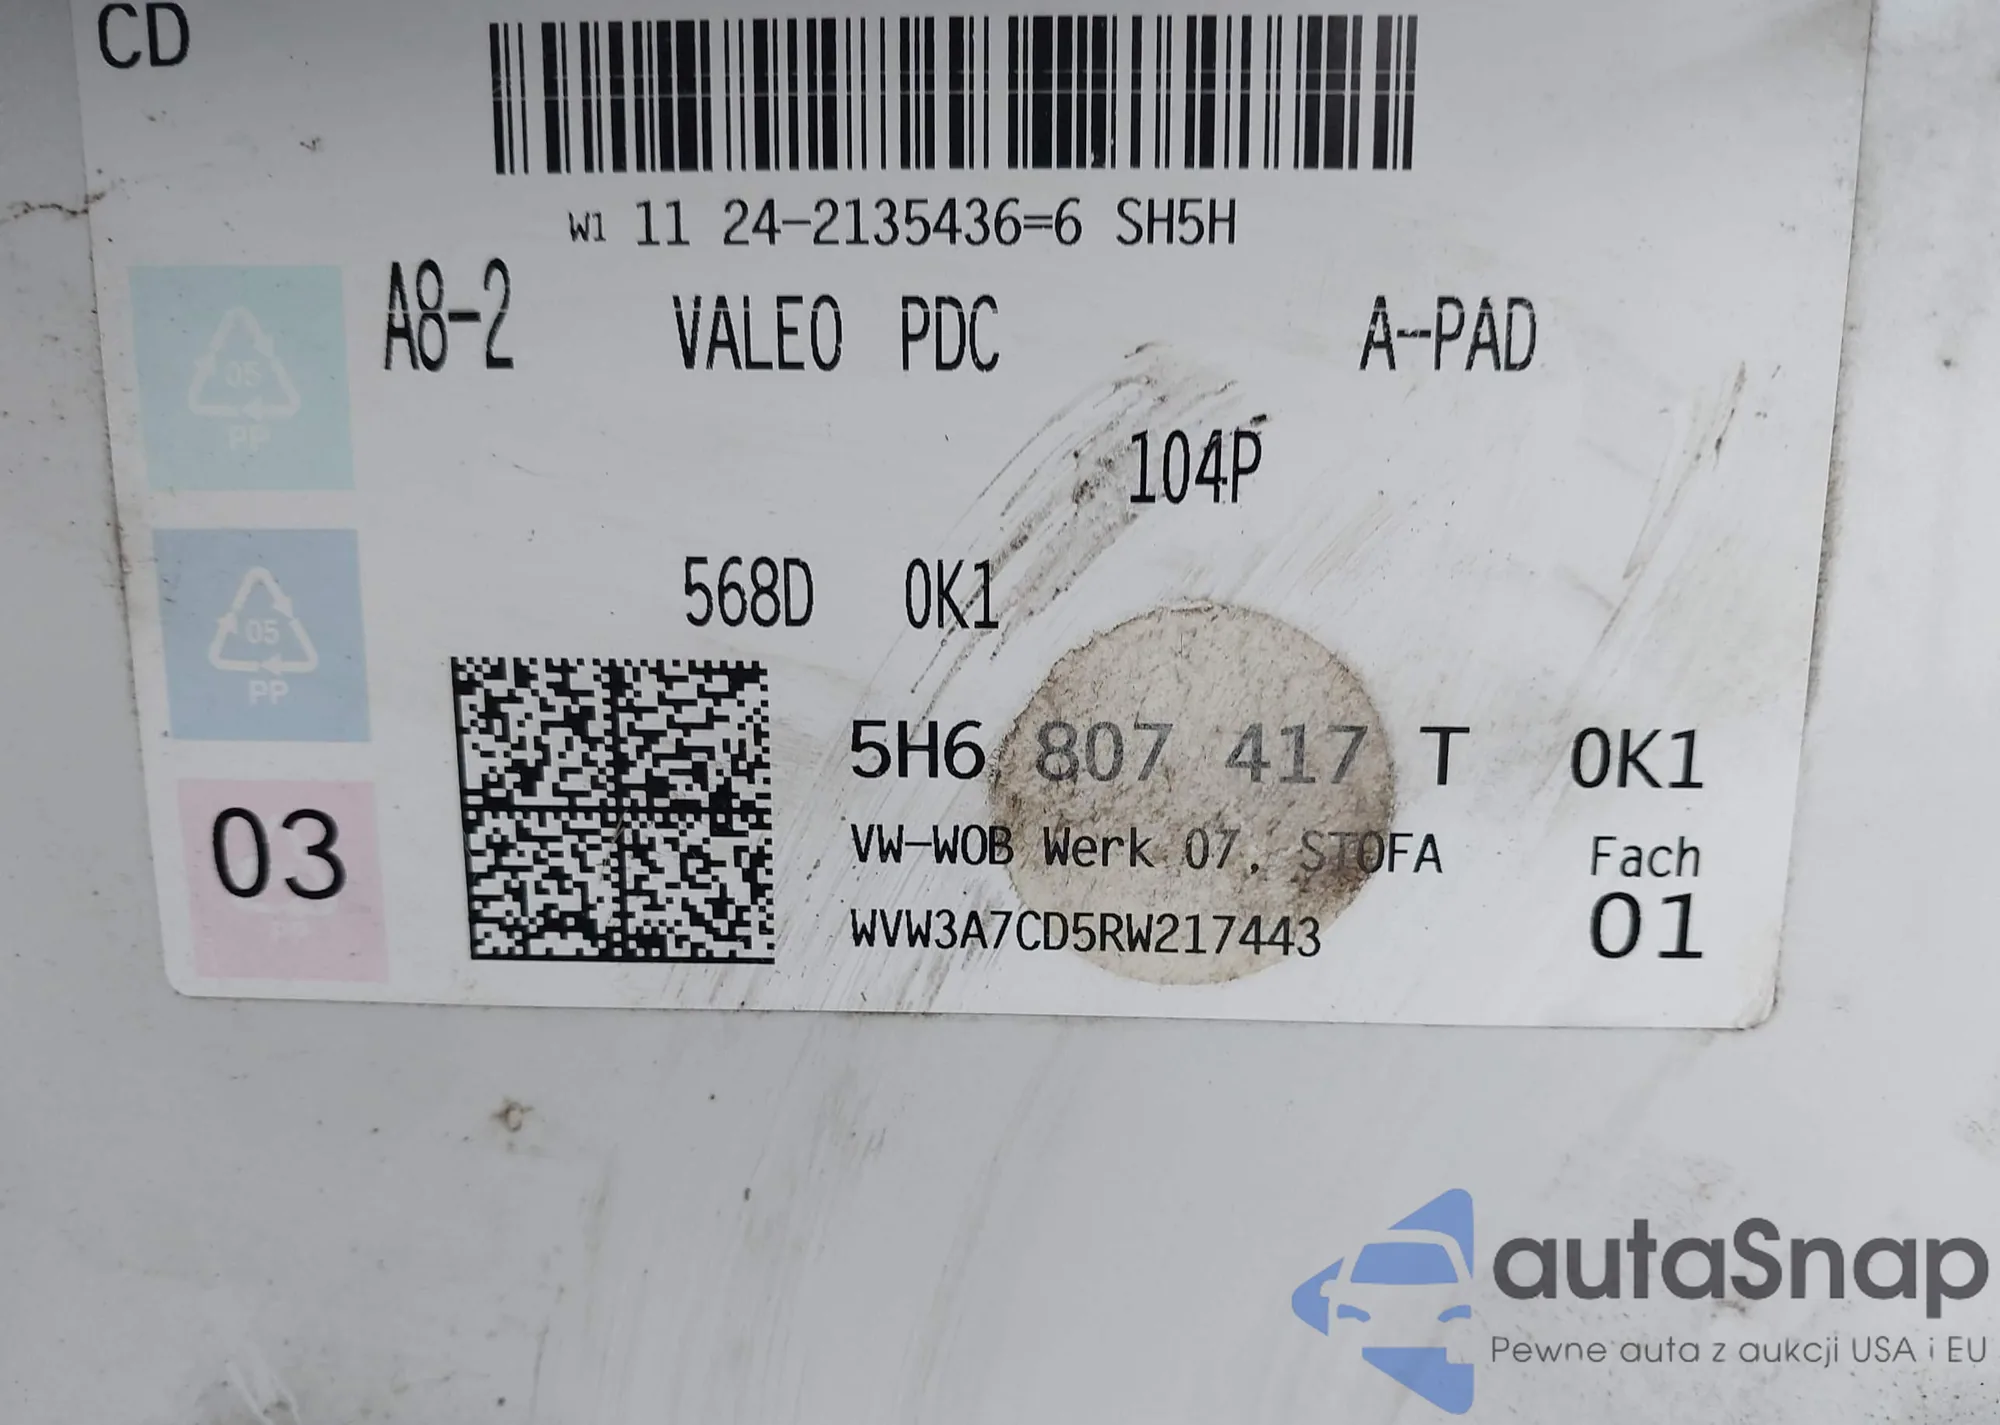 CD
W1 11 24-2135436=6 SH5H
A8-2 VALEO PDC A--PAD
05
PP
104P
568D 0K1
05
PP
5H6 807 417 T 0K1
03
VW-WOB Werk 07, STOFA Fach
WVW3A7CD5RW217443 01
PP
autaSnap
Pewne auta z aukcji USA i EU